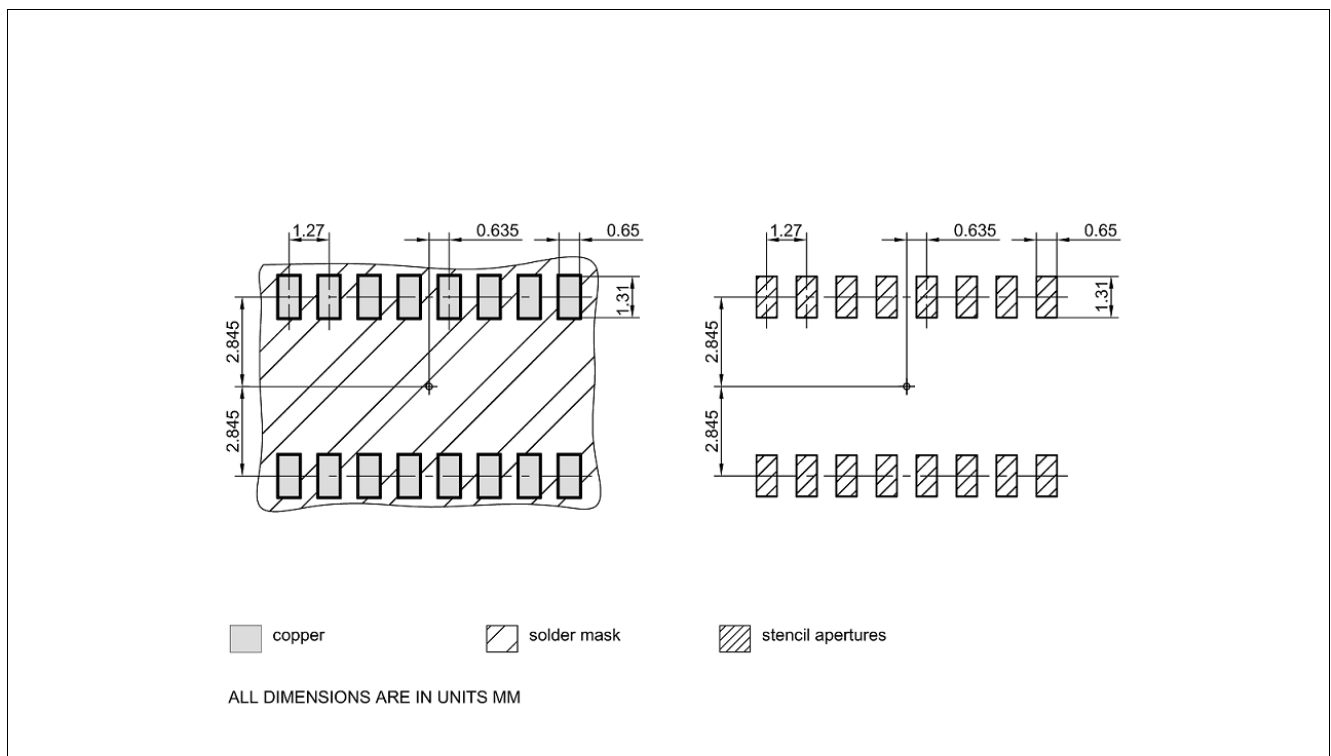 1.27 0.635 0.65 1.27 0.635 0.65
1.31 1.31
2.845 2.845
2.845 2.845
copper solder mask stencil apertures
ALL DIMENSIONS ARE IN UNITS MM